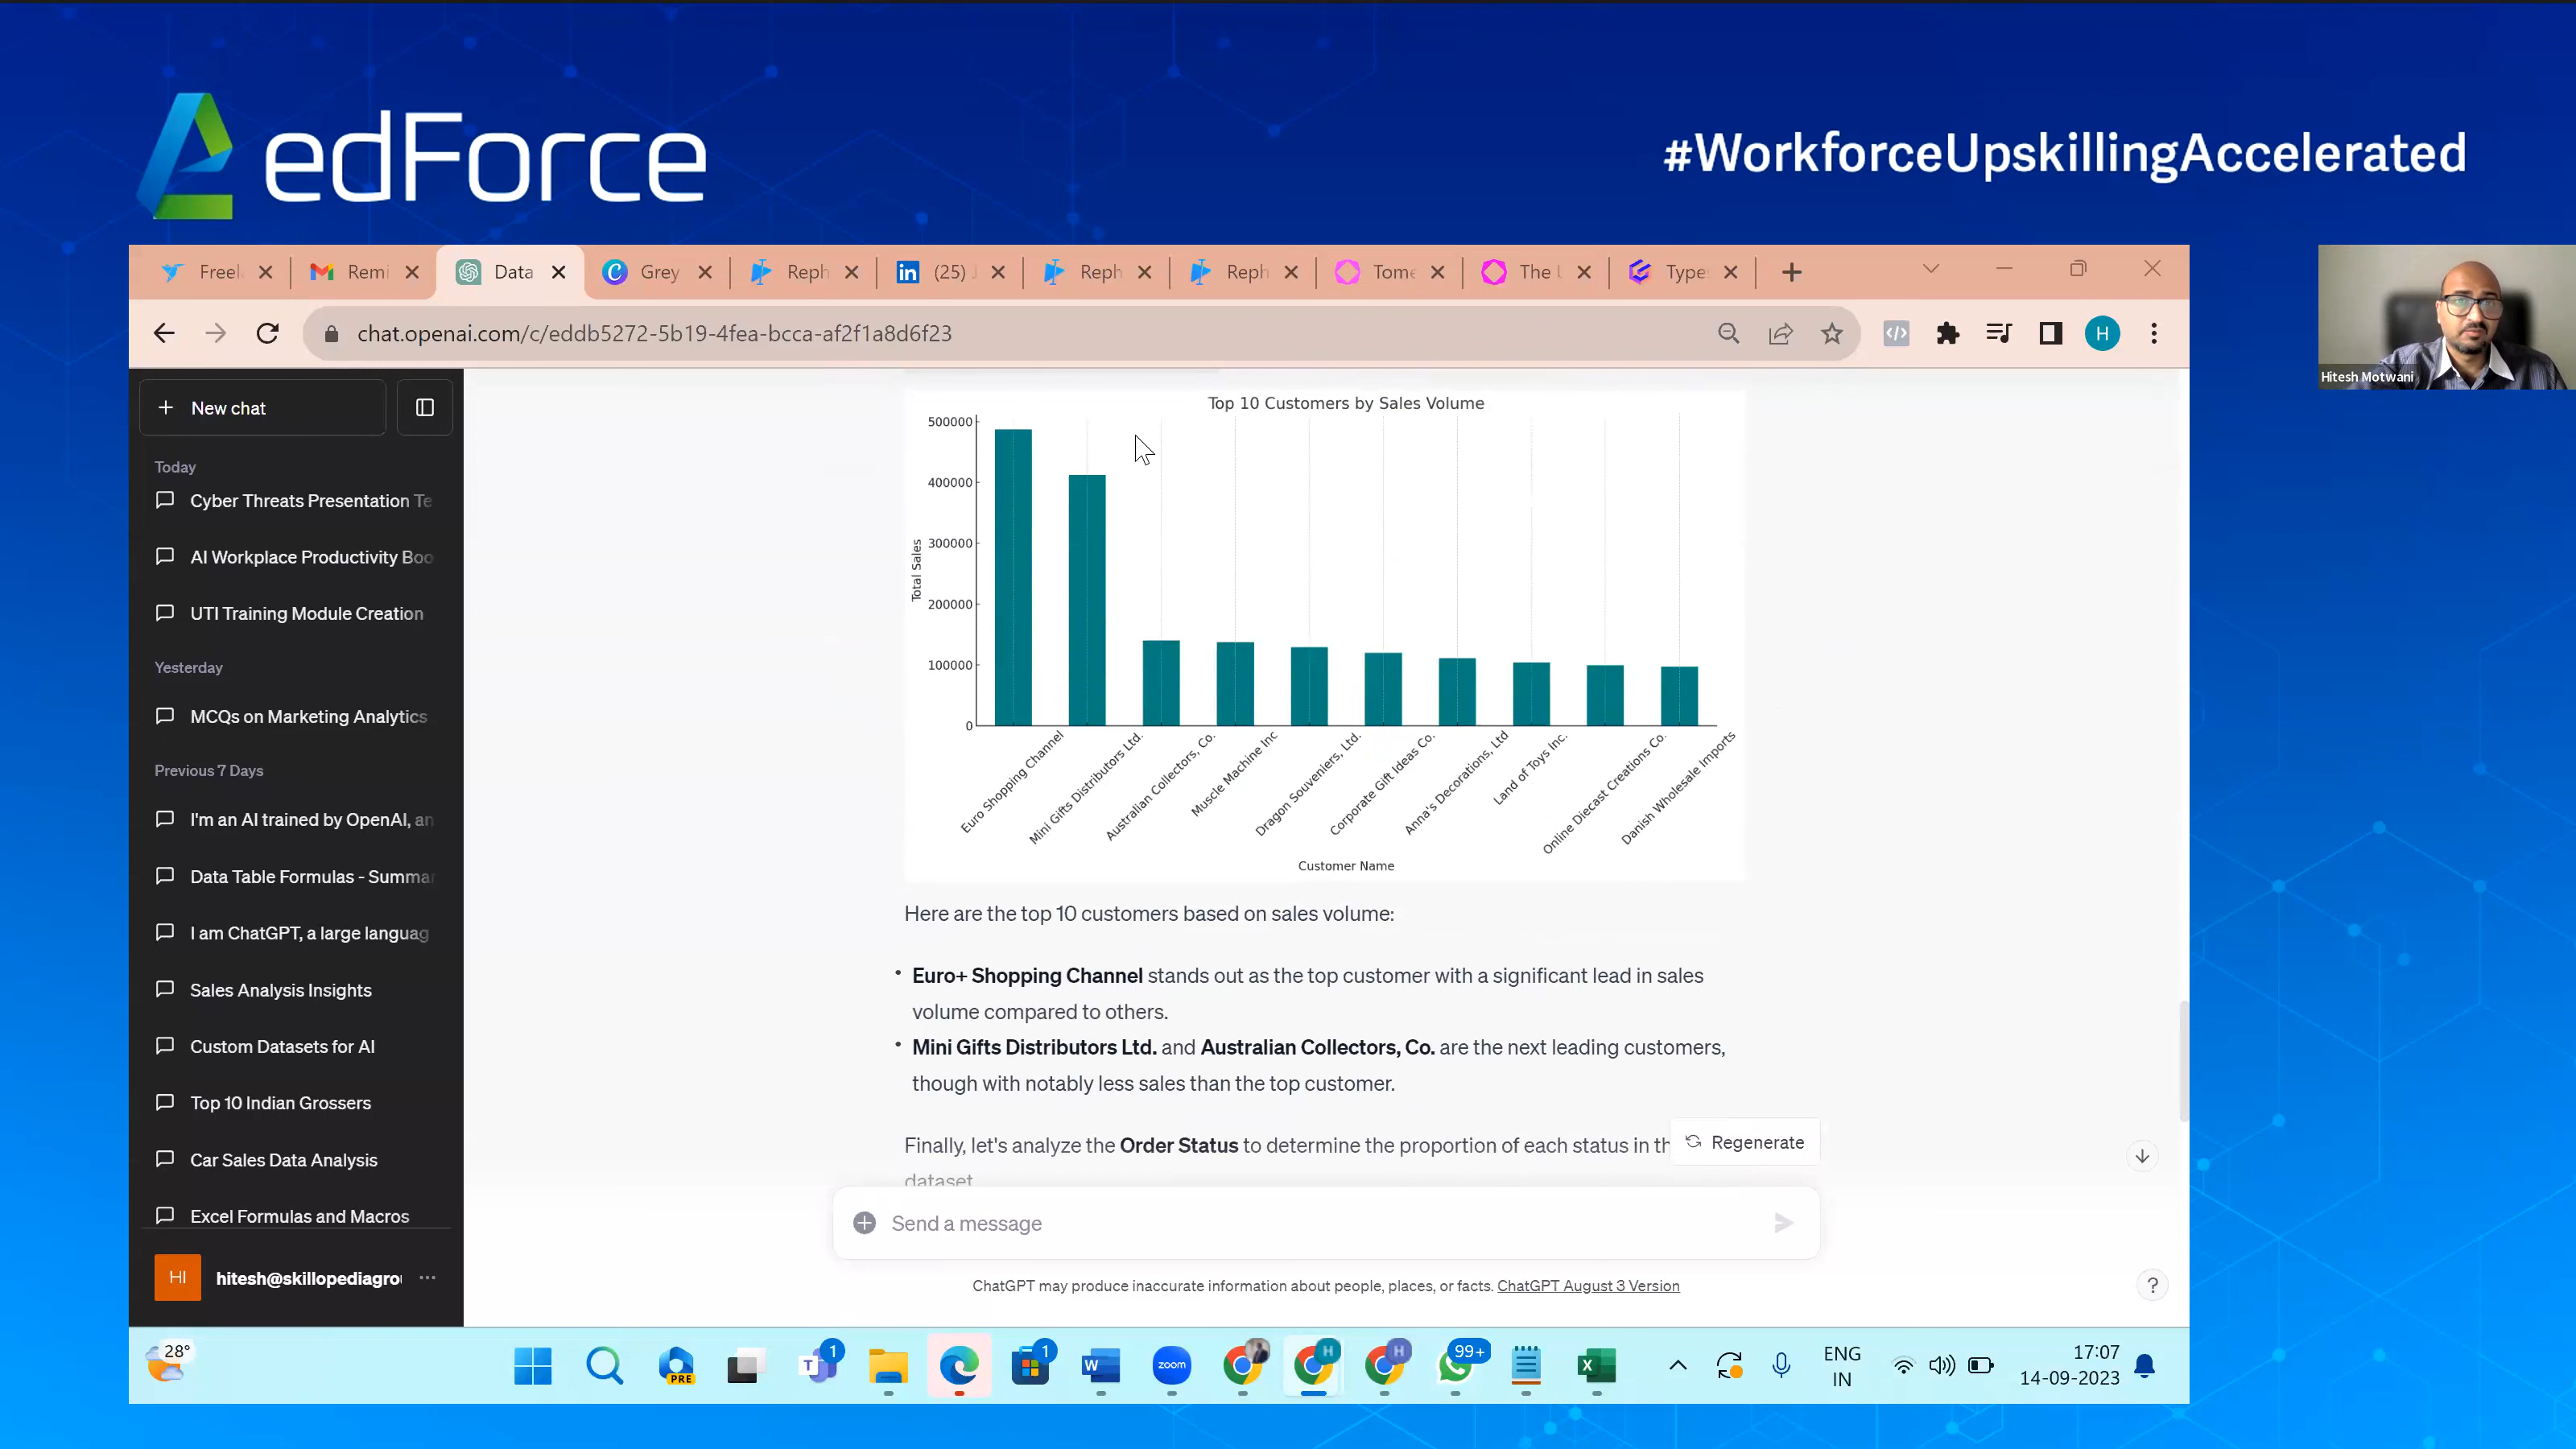 edForce
#WorkforceUpskillingAccelerated
Freel
Remi
Data
Grey
Reph
(25)
Reph
Reph
Tome
The
Type
chat.openai.com/c/eddb5272-5b19-4fea-bcca-af2f1a8d6f23
H
Hitesh Motwani
New chat
Today
Cyber Threats Presentation Te
AI Workplace Productivity Boo
UTI Training Module Creation
Yesterday
MCQs on Marketing Analytics
Previous 7 Days
I'm an AI trained by OpenAI, an
Data Table Formulas - Summar
I am ChatGPT, a large languag
Sales Analysis Insights
Custom Datasets for AI
Top 10 Indian Grossers
Car Sales Data Analysis
Excel Formulas and Macros
HI
hitesh@skillopediagro
Top 10 Customers by Sales Volume
Total Sales
500000
400000
300000
200000
100000
0
Euro Shopping Channel
Mini Gifts Distributors Ltd.
Australian Collectors, Co.
Muscle Machine Inc
Dragon Souveniers, Ltd.
Corporate Gift Ideas Co.
Anna's Decorations, Ltd
Land of Toys Inc.
Online Diecast Creations Co.
Danish Wholesale Imports
Customer Name
Here are the top 10 customers based on sales volume:
• Euro+ Shopping Channel stands out as the top customer with a significant lead in sales
volume compared to others.
• Mini Gifts Distributors Ltd. and Australian Collectors, Co. are the next leading customers,
though with notably less sales than the top customer.
Finally, let's analyze the Order Status to determine the proportion of each status in th
dataset
Regenerate
Send a message
ChatGPT may produce inaccurate information about people, places, or facts. ChatGPT August 3 Version
?
28°
PRE
T
1
1
W
zoom
H
H
99+
X
ENG
IN
17:07
14-09-2023